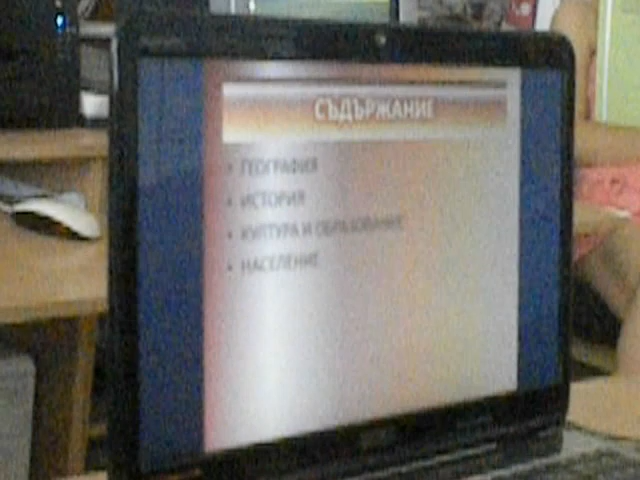 СЪДЪРЖАНИЕ
• ГЕОГРАФИЯ
• ИСТОРИЯ
• КУЛТУРА И ОБРАЗОВАНИЕ
• НАСЕЛЕНИЕ